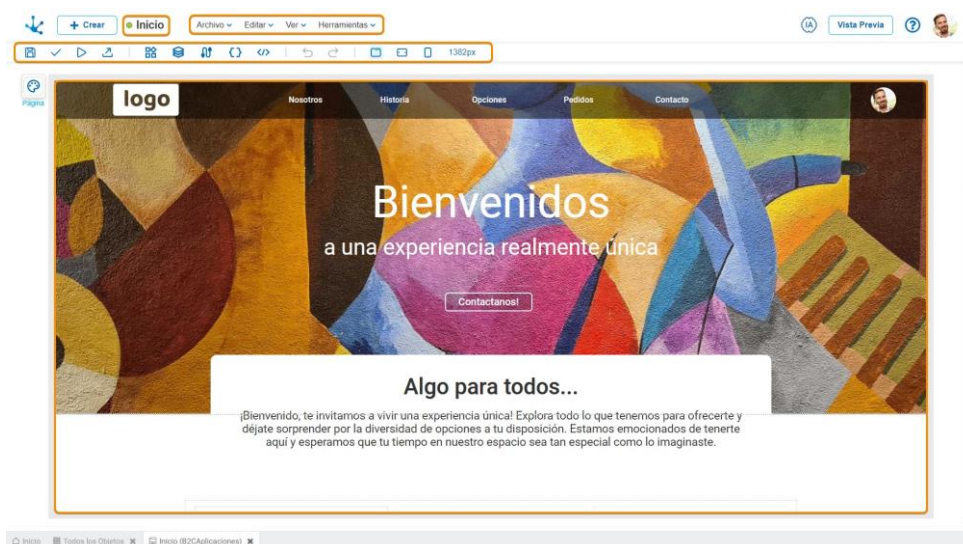 + Crear
Inicio
Archivo Editar Ver Herramientas
IA
Vista Previa
?
1382px
Página
logo
Nosotros Historia Opciones Pedidos Contacto
Bienvenidos
a una experiencia realmente única
Contactanos!
Algo para todos...
¡Bienvenido, te invitamos a vivir una experiencia única! Explora todo lo que tenemos para ofrecerte y
déjate sorprender por la diversidad de opciones a tu disposición. Estamos emocionados de tenerte
aquí y esperamos que tu tiempo en nuestro espacio sea tan especial como lo imaginaste.
Inicio Todos los Objetos Inicio (B2CAplicaciones)